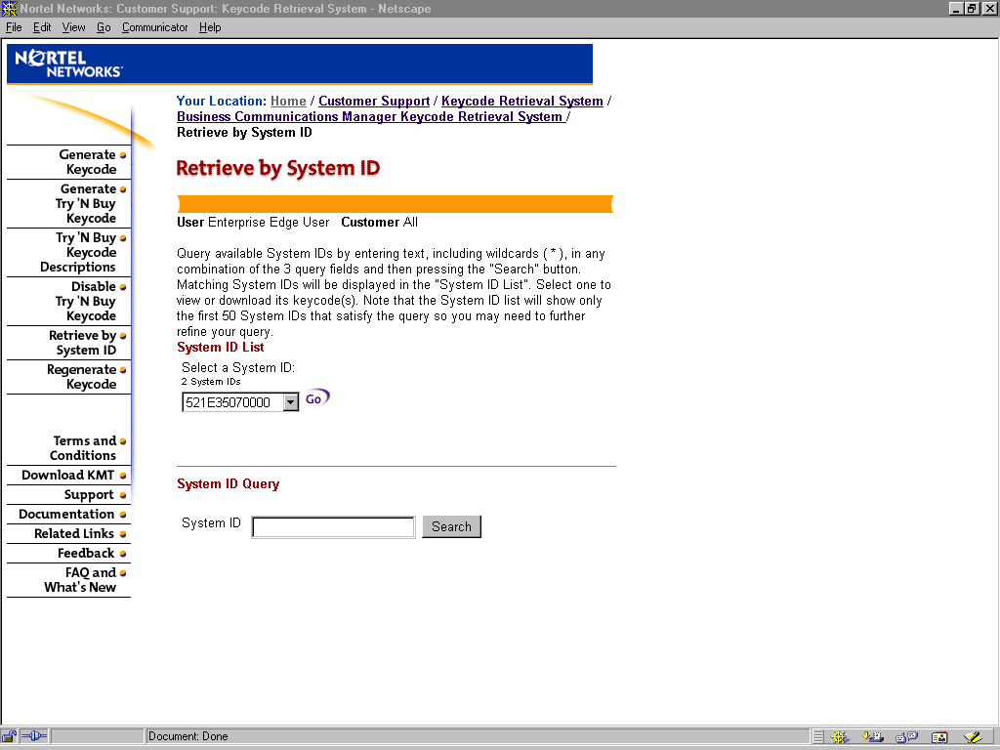 Nortel Networks: Customer Support: Keycode Retrieval System - Netscape
File Edit View Go Communicator Help
NORTEL
NETWORKS™
Your Location: Home / Customer Support / Keycode Retrieval System /
Business Communications Manager Keycode Retrieval System /
Retrieve by System ID
Generate
Keycode
Generate
Try 'N Buy
Keycode
Try 'N Buy
Keycode
Descriptions
Disable
Try 'N Buy
Keycode
Retrieve by
System ID
Regenerate
Keycode
Terms and
Conditions
Download KMT
Support
Documentation
Related Links
Feedback
FAQ and
What's New
Retrieve by System ID
User Enterprise Edge User Customer All
Query available System IDs by entering text, including wildcards ( * ), in any
combination of the 3 query fields and then pressing the "Search" button.
Matching System IDs will be displayed in the "System ID List". Select one to
view or download its keycode(s). Note that the System ID list will show only
the first 50 System IDs that satisfy the query so you may need to further
refine your query.
System ID List
Select a System ID:
2 System IDs
521E35070000 Go
System ID Query
System ID Search
Document: Done